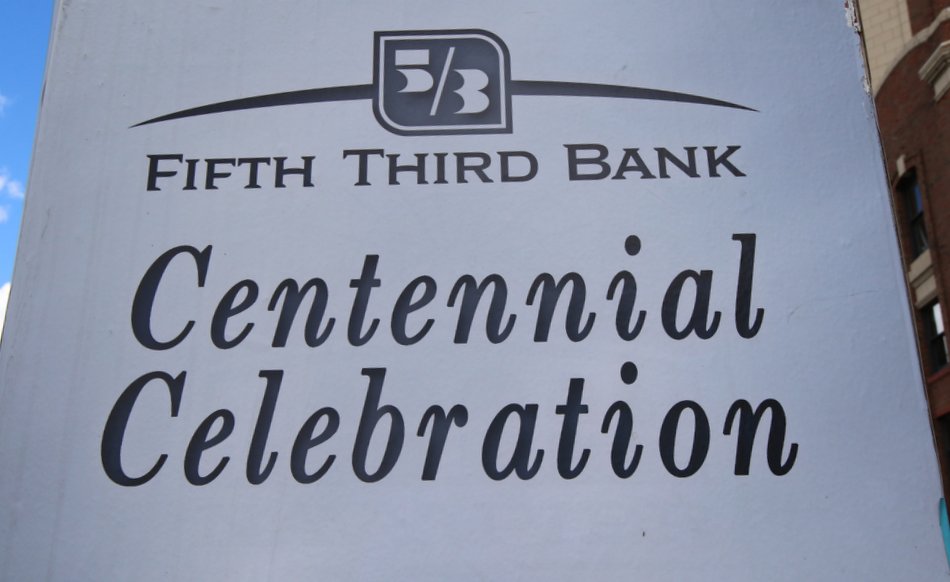 5/3
FIFTH THIRD BANK
Centennial
Celebration